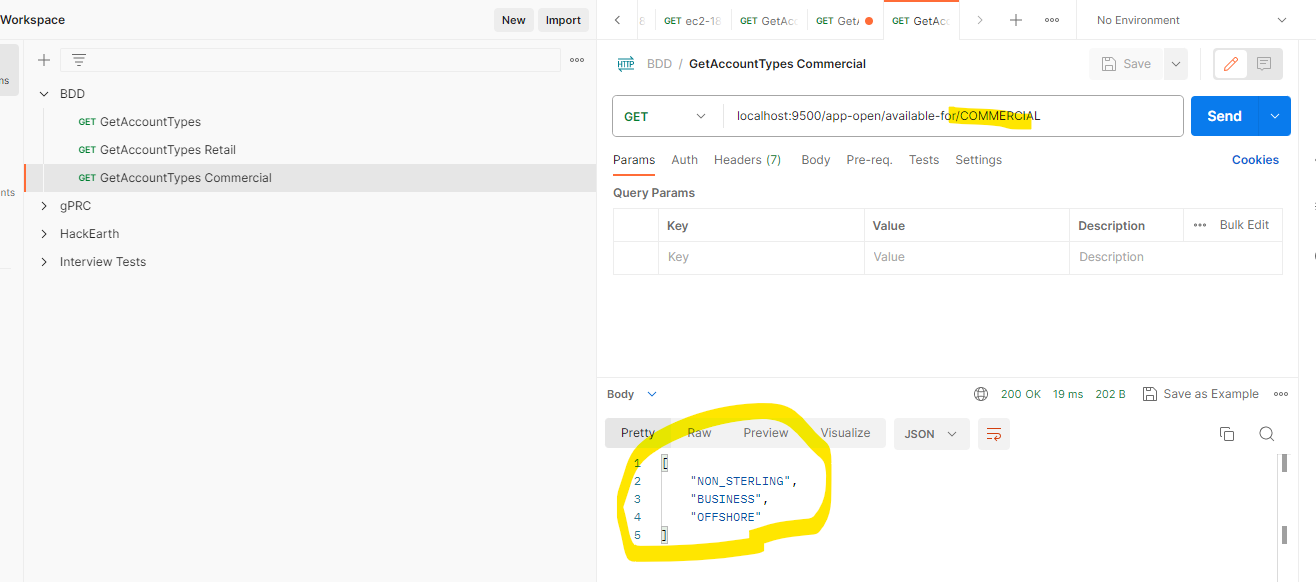 Workspace
New
Import
GET ec2-18
GET GetAcc
GET GetA
GET GetAcc
No Environment
ns
nts
BDD
GET GetAccountTypes
GET GetAccountTypes Retail
GET GetAccountTypes Commercial
gPRC
HackEarth
Interview Tests
HTTP
BDD / GetAccountTypes Commercial
Save
GET
localhost:9500/app-open/available-for/COMMERCIAL
Send
Params Auth Headers (7) Body Pre-req. Tests Settings
Cookies
Query Params
Key Value Description
Bulk Edit
Key Value Description
Body
200 OK 19 ms 202 B
Save as Example
Pretty Raw Preview Visualize
JSON
1 [
2 "NON_STERLING",
3 "BUSINESS",
4 "OFFSHORE"
5 ]